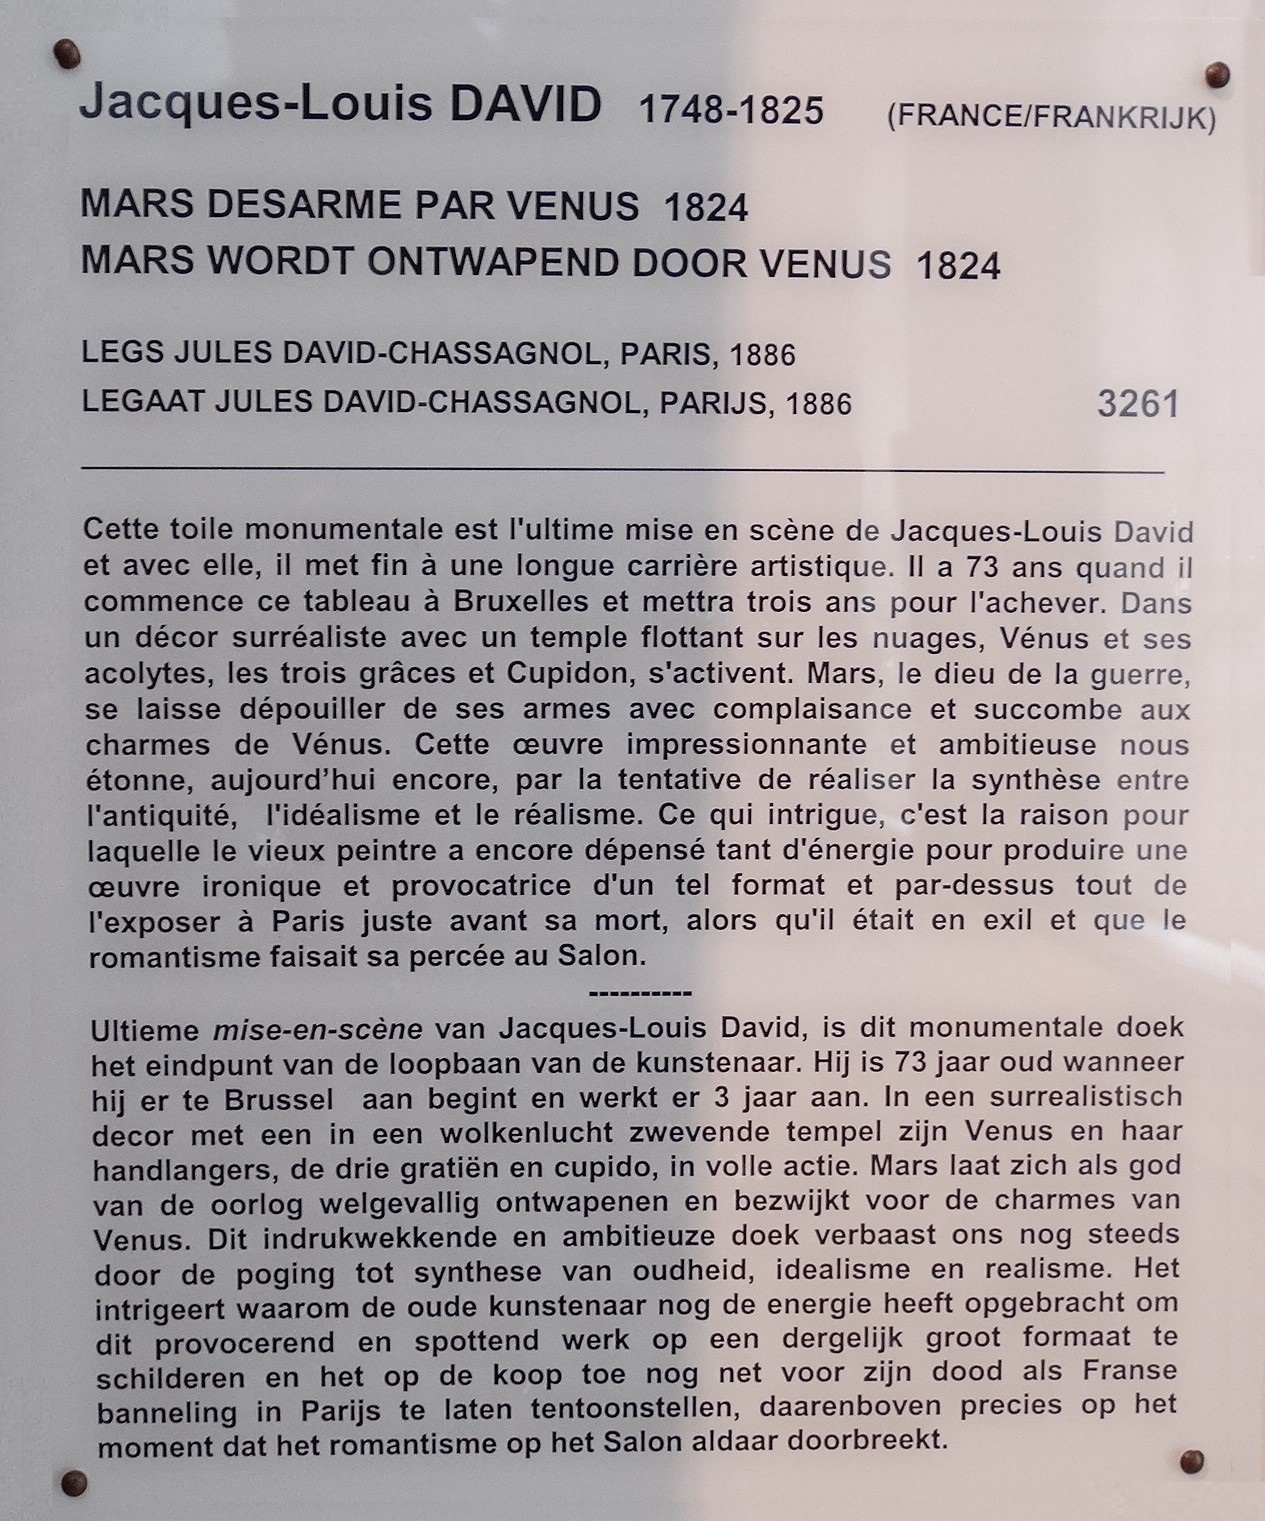 Jacques-Louis DAVID 1748-1825 (FRANCE/FRANKRIJK)
MARS DESARME PAR VENUS 1824
MARS WORDT ONTWAPEND DOOR VENUS 1824
LEGS JULES DAVID-CHASSAGNOL, PARIS, 1886
LEGAAT JULES DAVID-CHASSAGNOL, PARIJS, 1886 3261
Cette toile monumentale est l'ultime mise en scène de Jacques-Louis David
et avec elle, il met fin à une longue carrière artistique. Il a 73 ans quand il
commence ce tableau à Bruxelles et mettra trois ans pour l'achever. Dans
un décor surréaliste avec un temple flottant sur les nuages, Vénus et ses
acolytes, les trois grâces et Cupidon, s'activent. Mars, le dieu de la guerre,
se laisse dépouiller de ses armes avec complaisance et succombe aux
charmes de Vénus. Cette œuvre impressionnante et ambitieuse nous
étonne, aujourd’hui encore, par la tentative de réaliser la synthèse entre
l'antiquité, l'idéalisme et le réalisme. Ce qui intrigue, c'est la raison pour
laquelle le vieux peintre a encore dépensé tant d'énergie pour produire une
œuvre ironique et provocatrice d'un tel format et par-dessus tout de
l'exposer à Paris juste avant sa mort, alors qu'il était en exil et que le
romantisme faisait sa percée au Salon.
----------
Ultieme mise-en-scène van Jacques-Louis David, is dit monumentale doek
het eindpunt van de loopbaan van de kunstenaar. Hij is 73 jaar oud wanneer
hij er te Brussel aan begint en werkt er 3 jaar aan. In een surrealistisch
decor met een in een wolkenlucht zwevende tempel zijn Venus en haar
handlangers, de drie gratiën en cupido, in volle actie. Mars laat zich als god
van de oorlog welgevallig ontwapenen en bezwijkt voor de charmes van
Venus. Dit indrukwekkende en ambitieuze doek verbaast ons nog steeds
door de poging tot synthese van oudheid, idealisme en realisme. Het
intrigeert waarom de oude kunstenaar nog de energie heeft opgebracht om
dit provocerend en spottend werk op een dergelijk groot formaat te
schilderen en het op de koop toe nog net voor zijn dood als Franse
banneling in Parijs te laten tentoonstellen, daarenboven precies op het
moment dat het romantisme op het Salon aldaar doorbreekt.